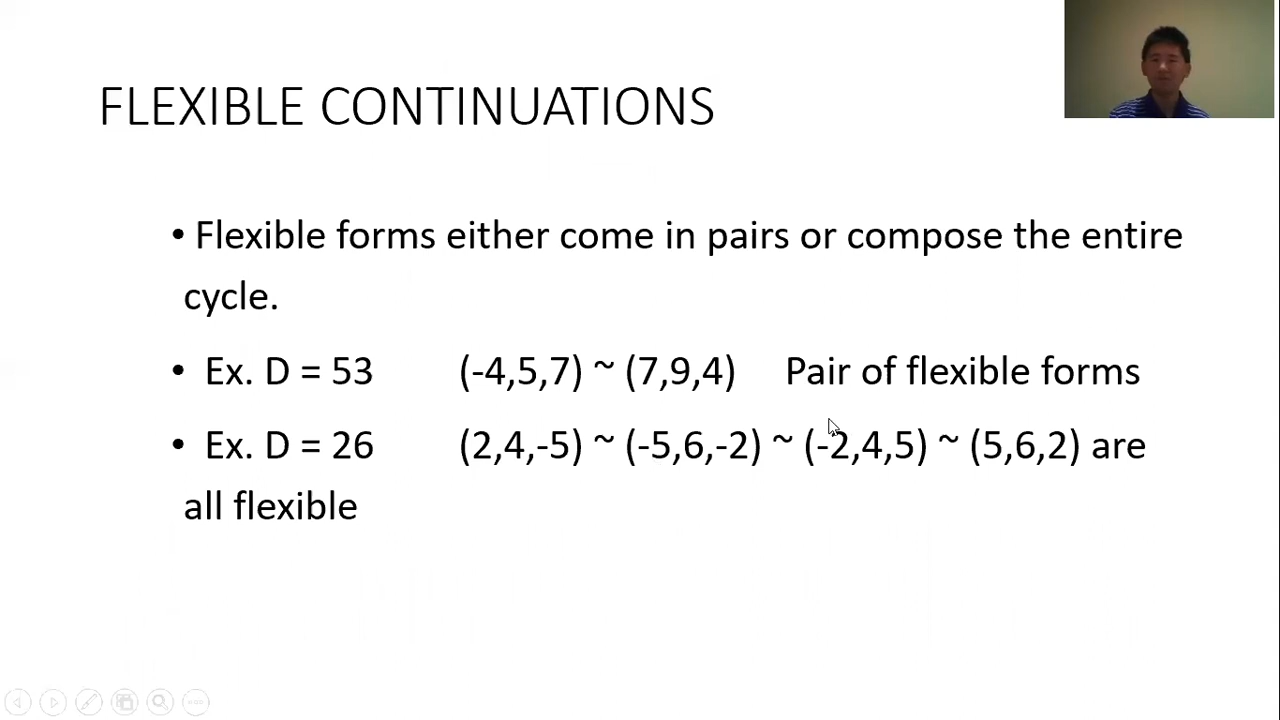 FLEXIBLE CONTINUATIONS
• Flexible forms either come in pairs or compose the entire
cycle.
• Ex. D = 53 (-4,5,7) ~ (7,9,4) Pair of flexible forms
• Ex. D = 26 (2,4,-5) ~ (-5,6,-2) ~ (-2,4,5) ~ (5,6,2) are
all flexible